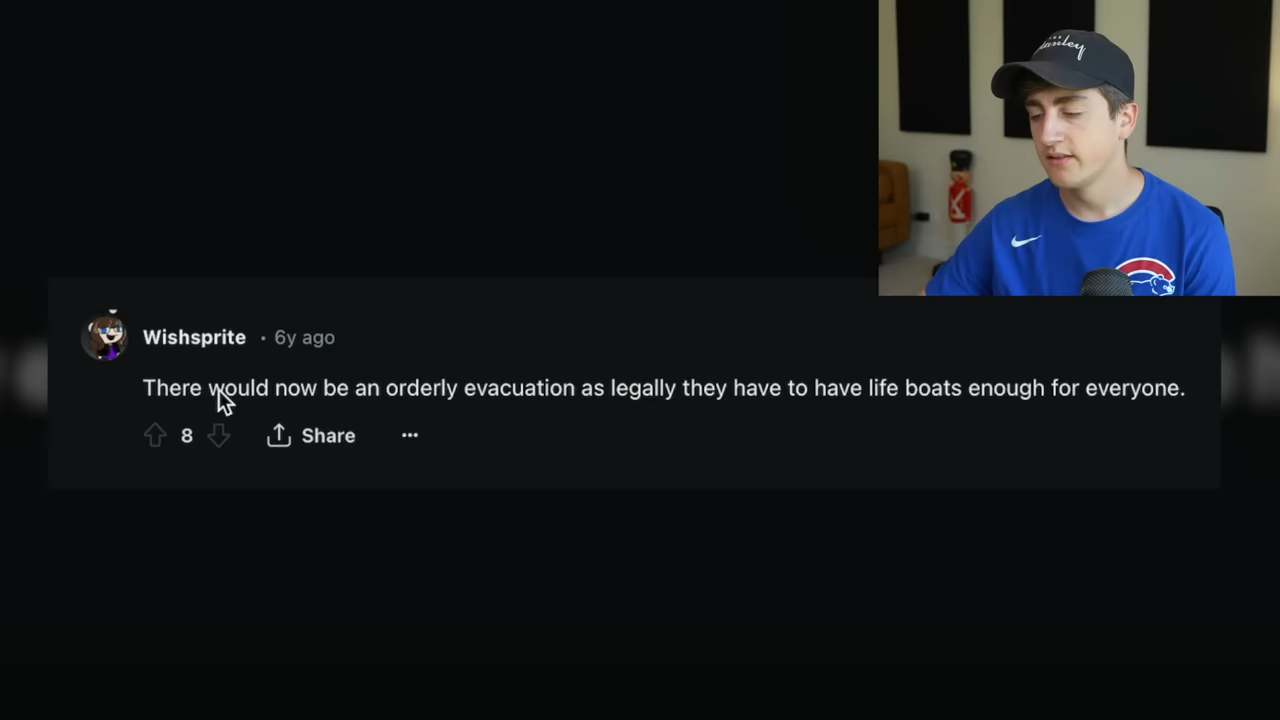 Wishsprite · 6y ago
There would now be an orderly evacuation as legally they have to have life boats enough for everyone.
8 Share ...